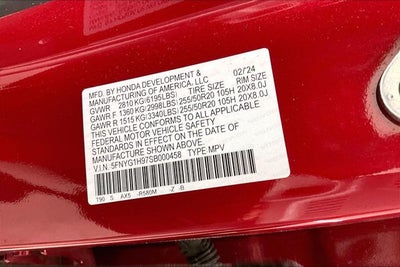 MFD. BY HONDA DEVELOPMENT &
MANUFACTURING OF AMERICA, LLC 02/'24
GVWR 2810 KG(6195LBS) TIRE SIZE RIM SIZE
GAWR F 1360 KG(2998LBS) 255/50R20 105H 20X8.0J
GAWR R 1515 KG(3340LBS) 255/50R20 105H 20X8.0J
THIS VEHICLE CONFORMS TO ALL APPLICABLE
FEDERAL MOTOR VEHICLE SAFETY
STANDARDS IN EFFECT ON THE DATE OF
MANUFACTURE SHOWN ABOVE.
V.I.N. 5FNYG1H97SB000458 TYPE MPV
T90 S AX5 -R580M -Z -B